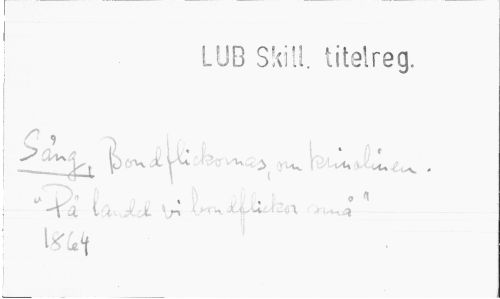 LUB Skill. titelreg.
Sång, Bondflickornas, om krinolinen.
"På landet vi bondflickor små"
1864